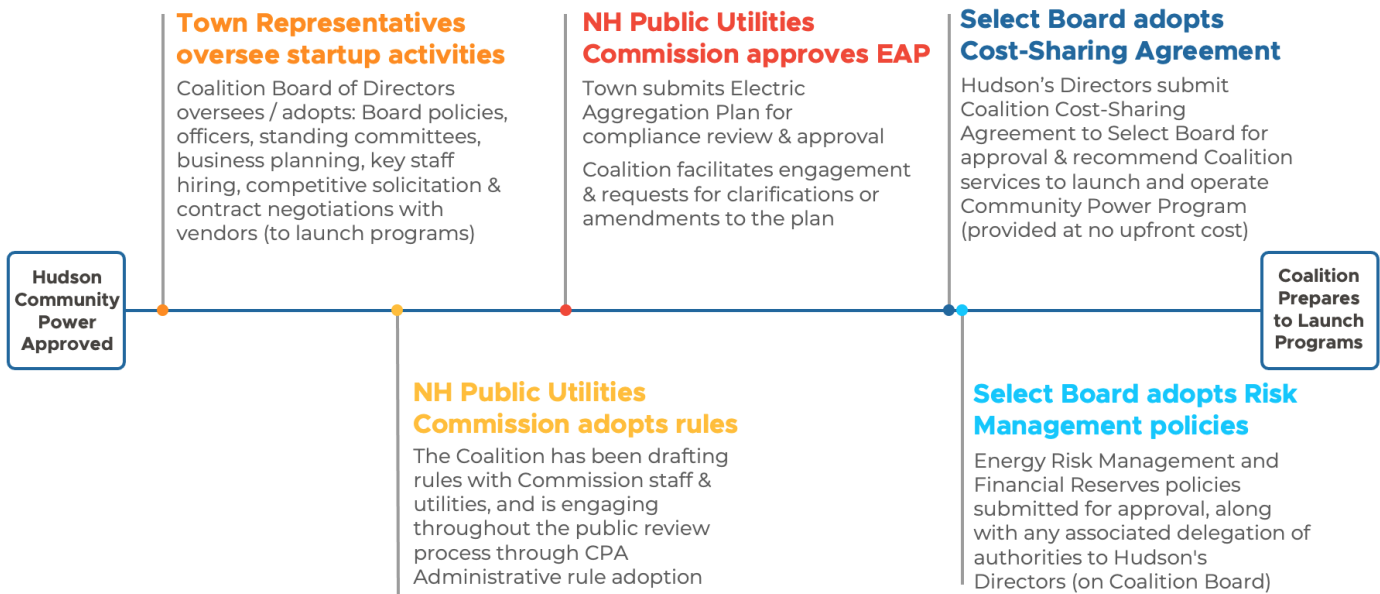 Town Representatives
oversee startup activities
Coalition Board of Directors
oversees / adopts: Board policies,
officers, standing committees,
business planning, key staff
hiring, competitive solicitation &
contract negotiations with
vendors (to launch programs)
NH Public Utilities
Commission approves EAP
Town submits Electric
Aggregation Plan for
compliance review & approval
Coalition facilitates engagement
& requests for clarifications or
amendments to the plan
Select Board adopts
Cost-Sharing Agreement
Hudson’s Directors submit
Coalition Cost-Sharing
Agreement to Select Board for
approval & recommend Coalition
services to launch and operate
Community Power Program
(provided at no upfront cost)
Hudson
Community
Power
Approved
Coalition
Prepares
to Launch
Programs
NH Public Utilities
Commission adopts rules
The Coalition has been drafting
rules with Commission staff &
utilities, and is engaging
throughout the public review
process through CPA
Administrative rule adoption
Select Board adopts Risk
Management policies
Energy Risk Management and
Financial Reserves policies
submitted for approval, along
with any associated delegation of
authorities to Hudson's
Directors (on Coalition Board)